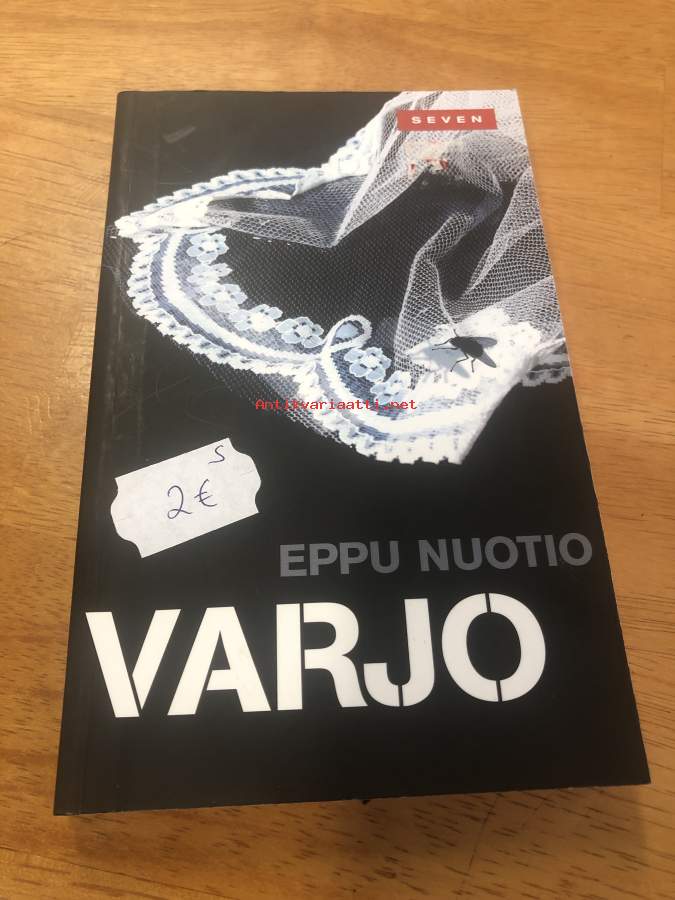 SEVEN
Antikvariaatti.net
S
2 €
EPPU NUOTIO
VARJO